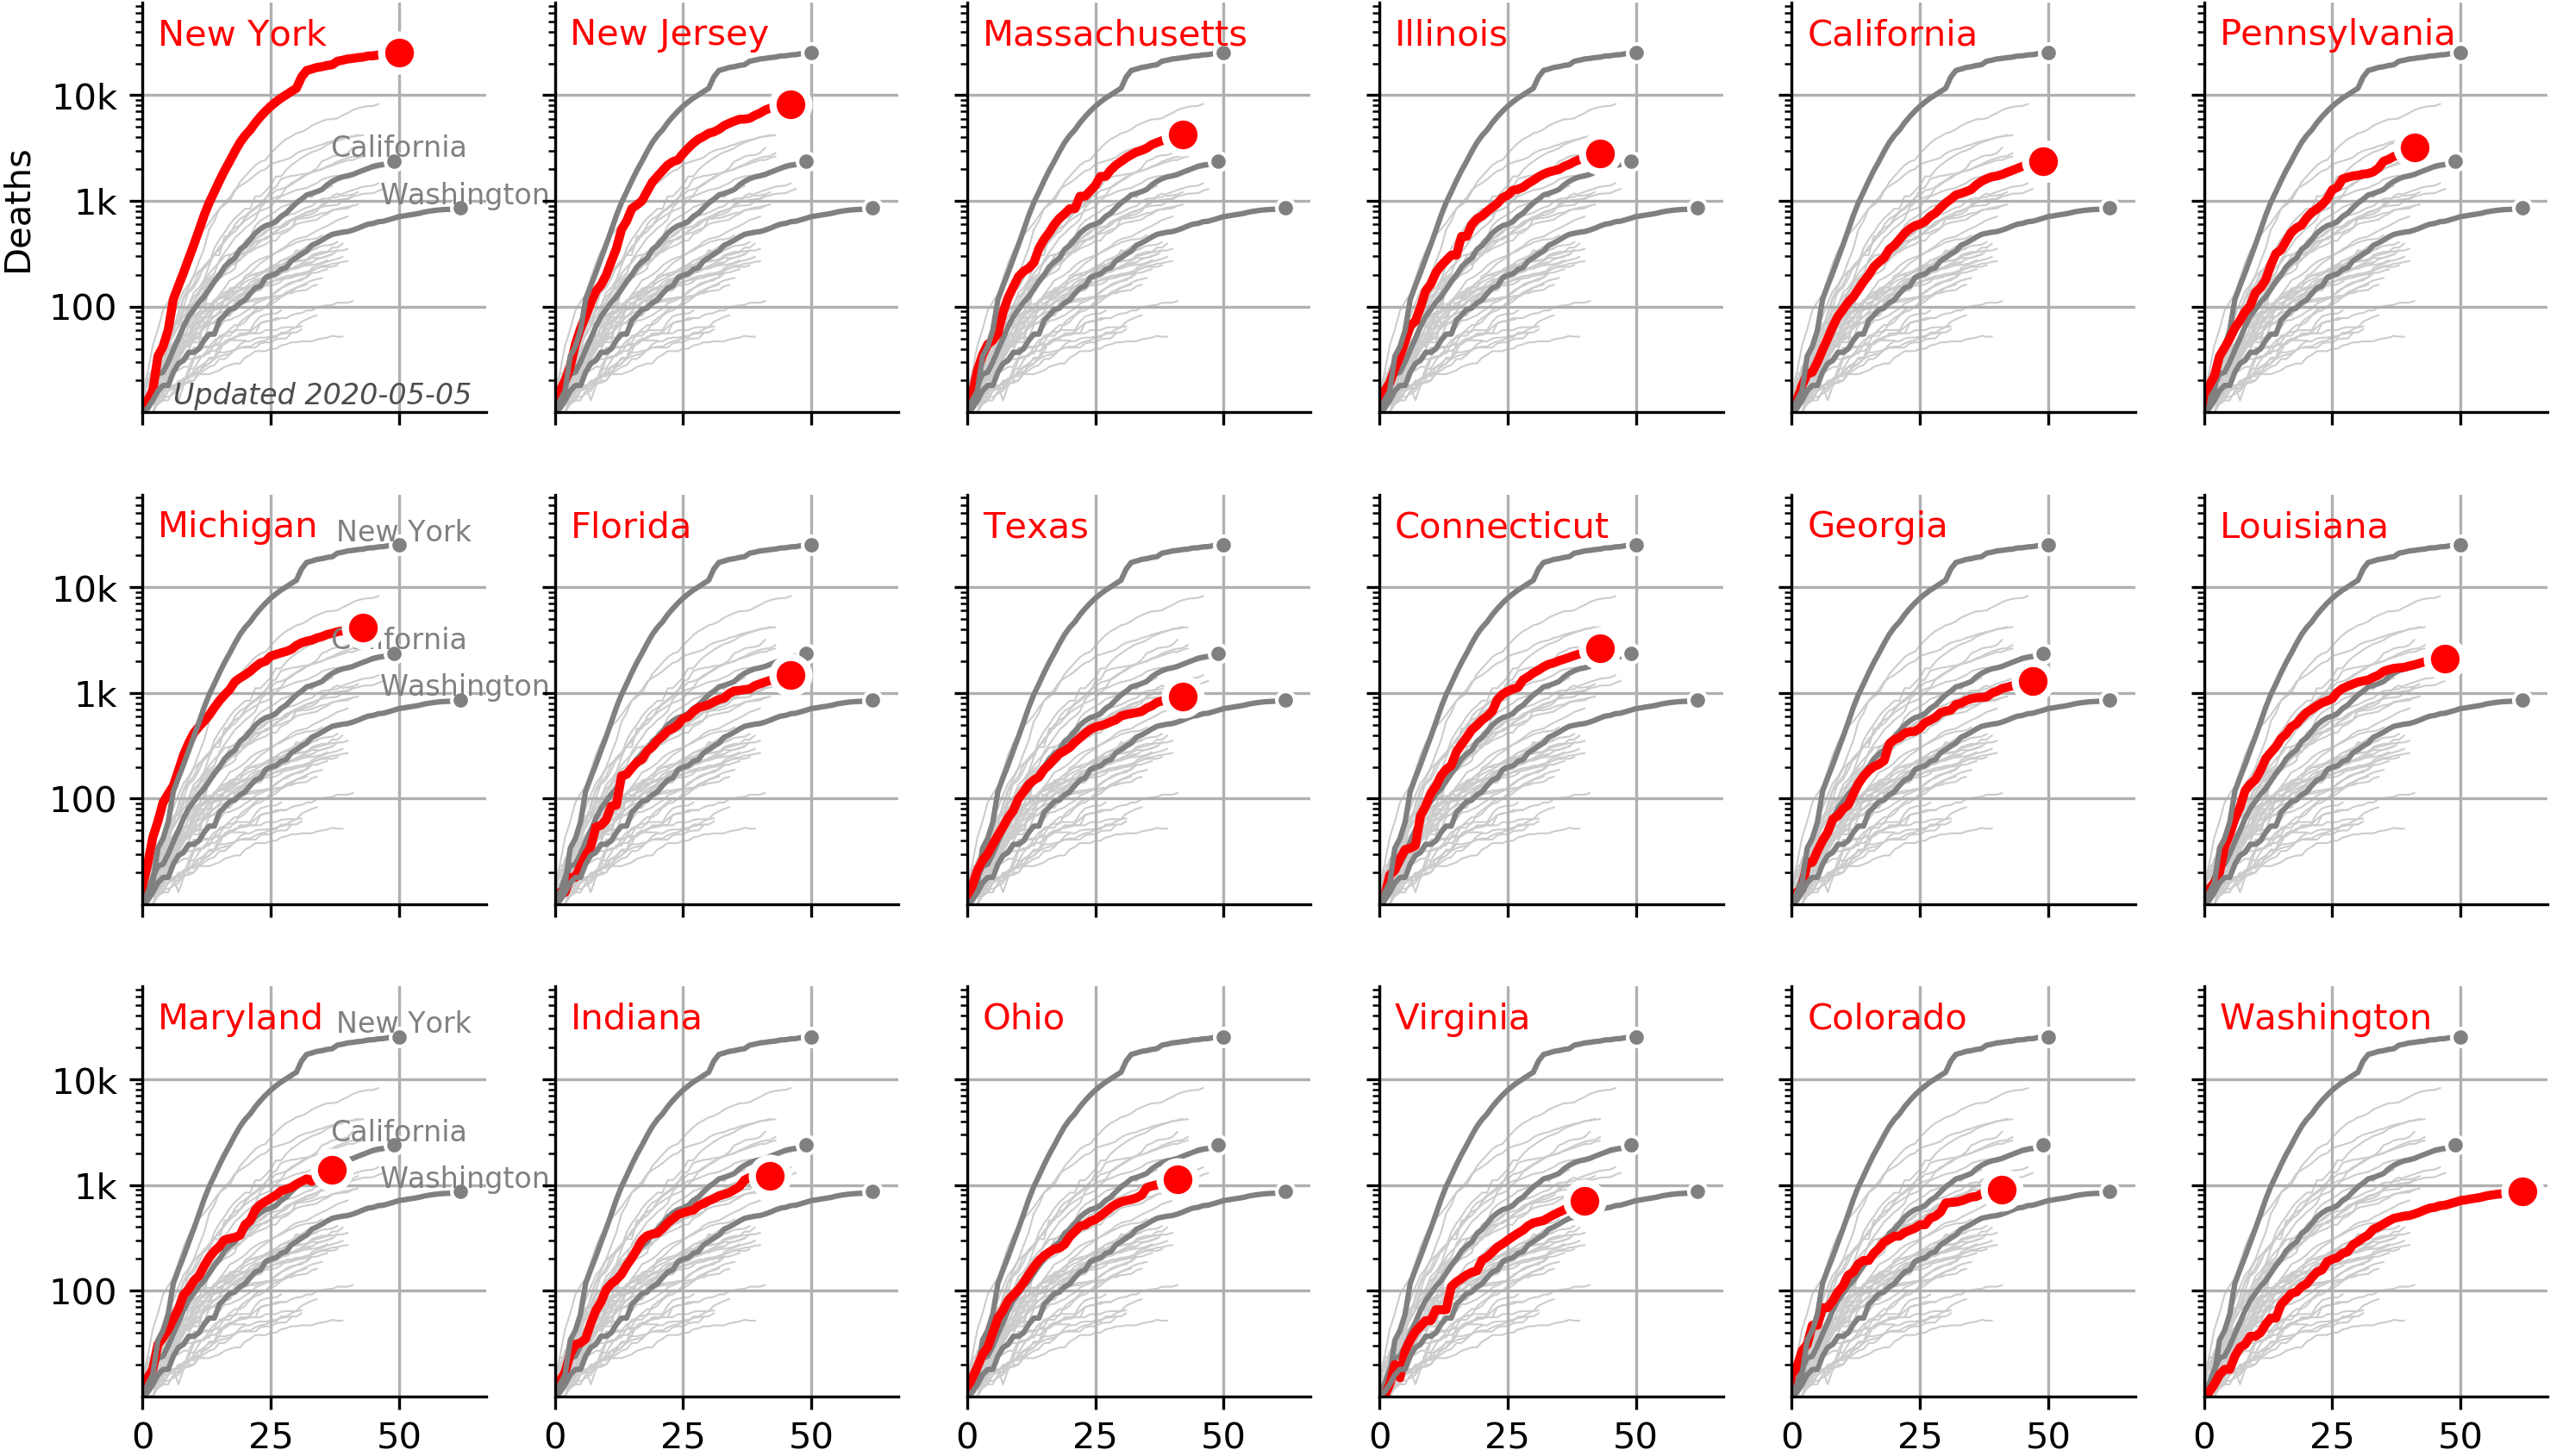 New York
New Jersey
Massachusetts
Illinois
California
Pennsylvania
Deaths
10k
1k
100
California
Washington
Updated 2020-05-05
Michigan
New York
Florida
Texas
Connecticut
Georgia
Louisiana
10k
1k
100
California
Washington
Maryland
New York
Indiana
Ohio
Virginia
Colorado
Washington
10k
1k
100
California
Washington
0 25 50 0 25 50 0 25 50 0 25 50 0 25 50 0 25 50